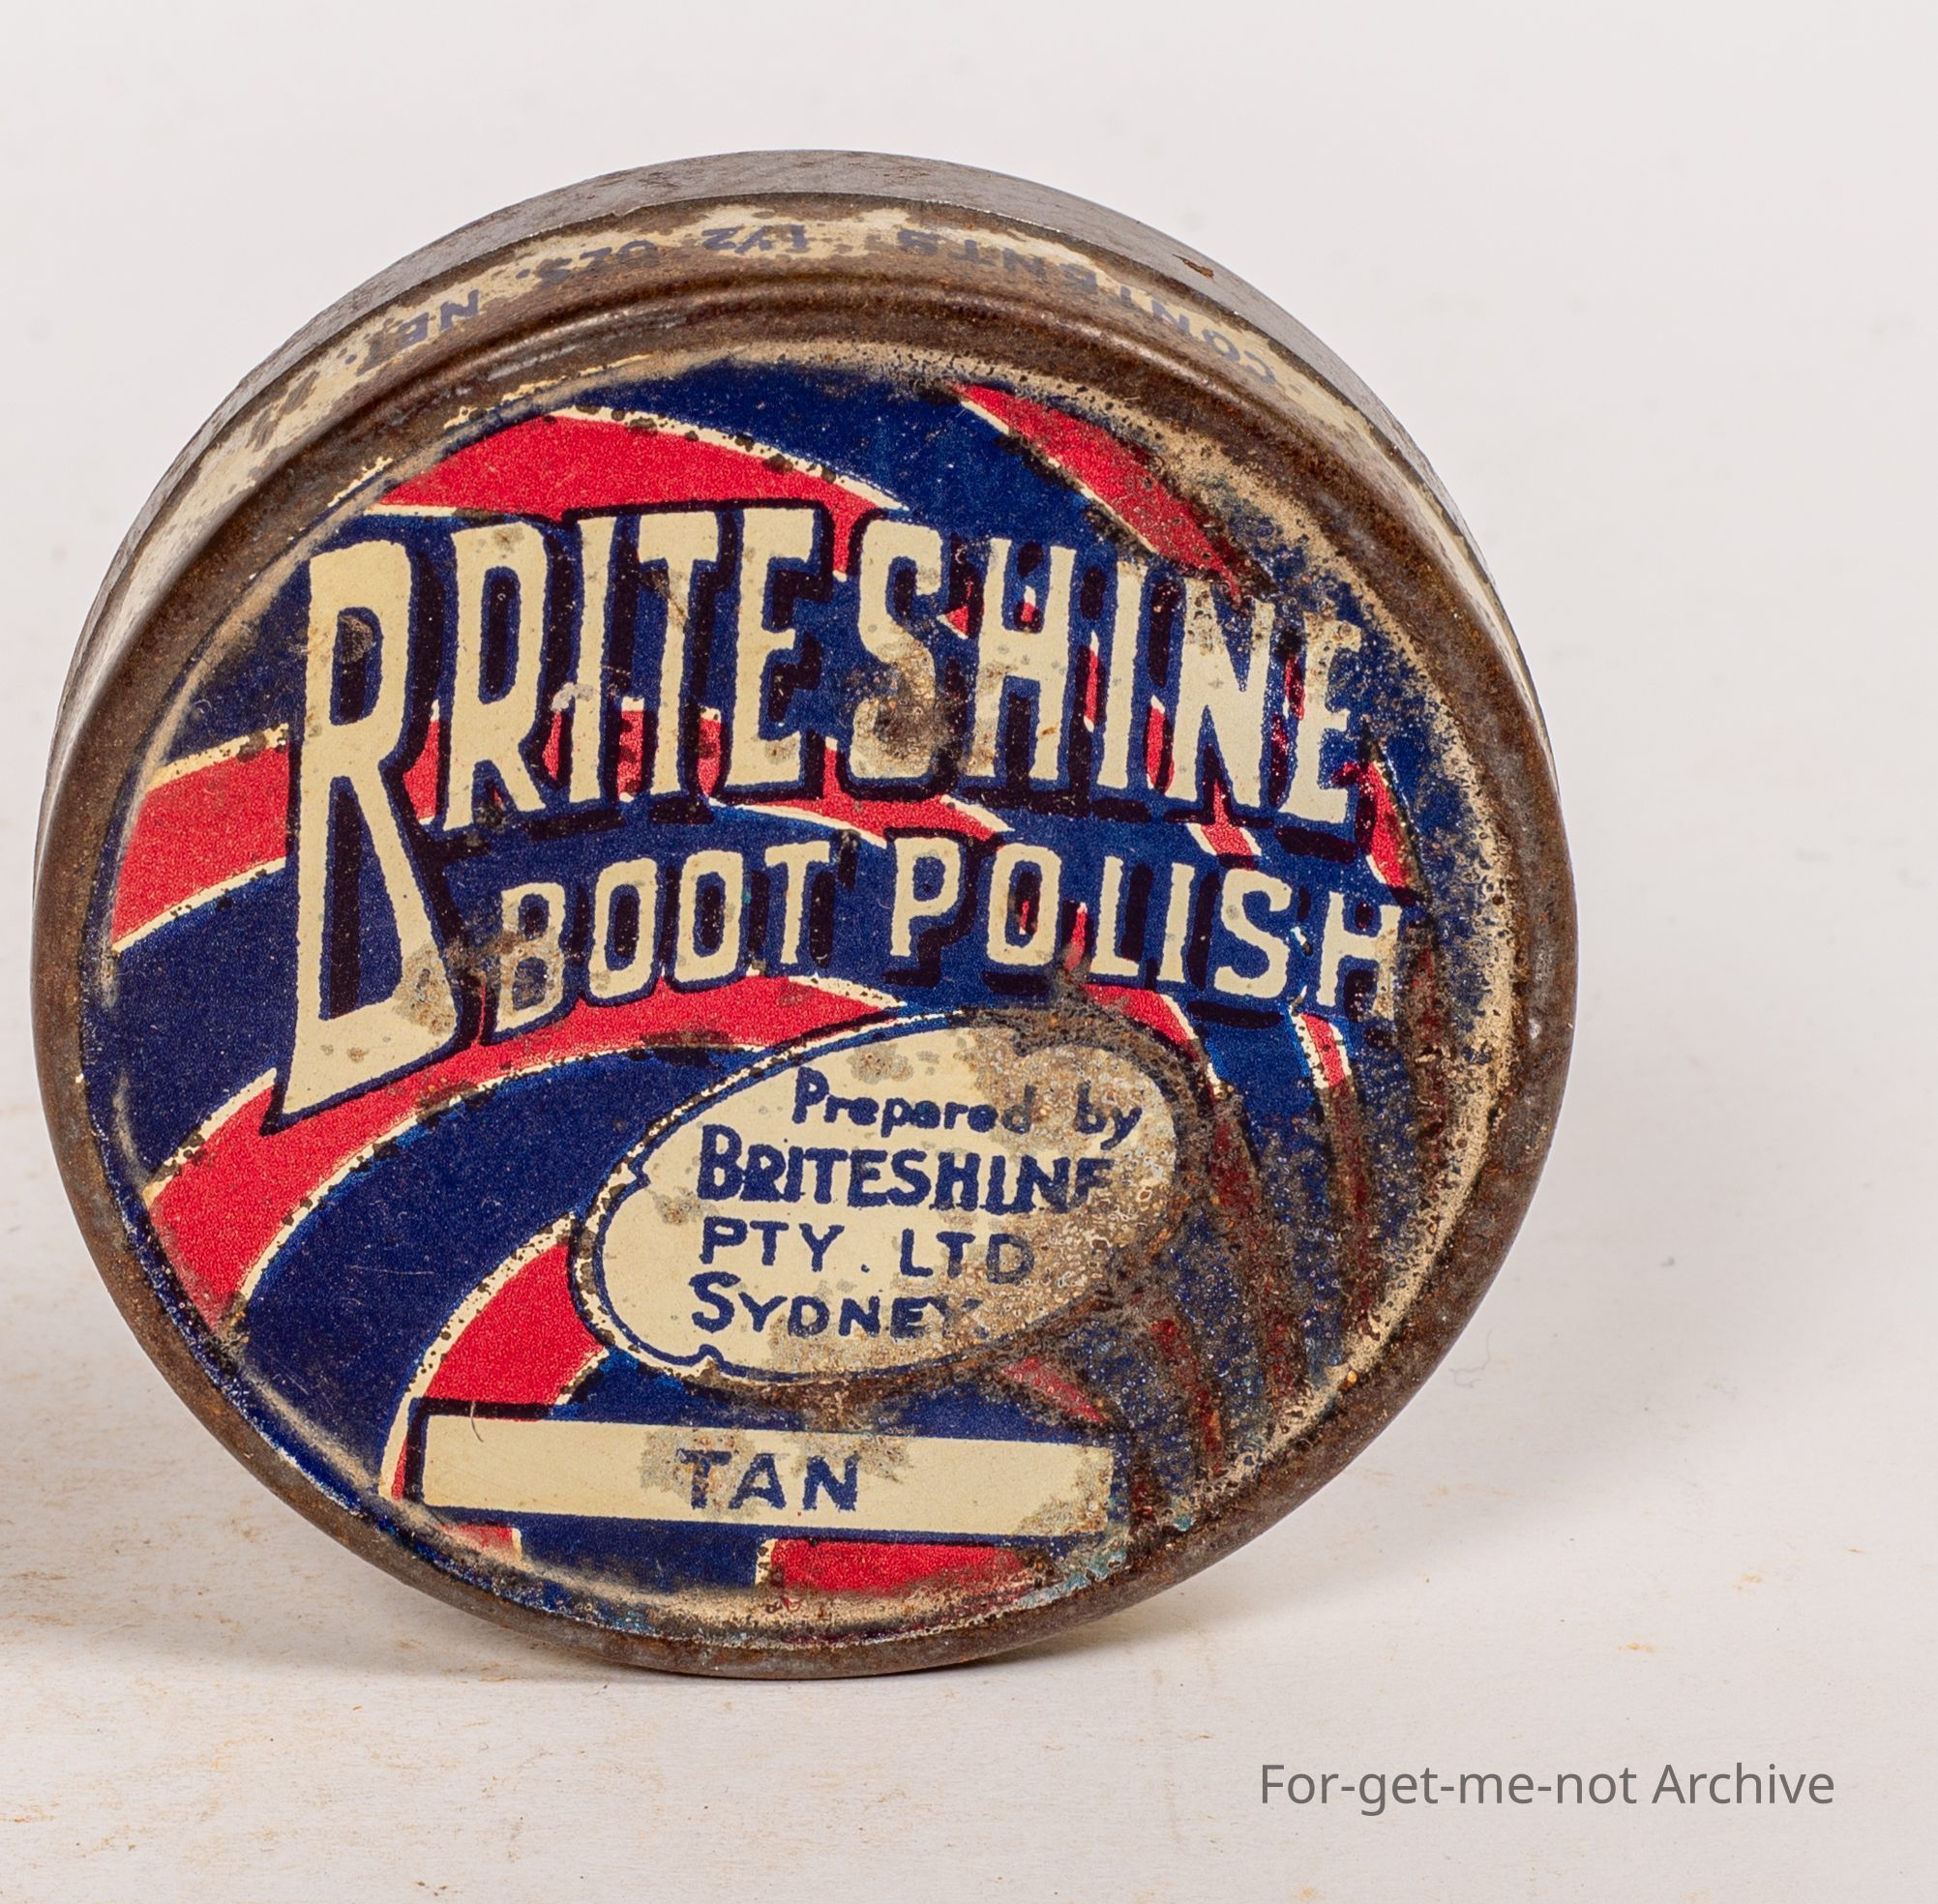 CONTENTS 1 1/2 OZS. NET.
BRITESHINE
BOOT POLISH
Prepared by
BRITESHINE
PTY. LTD
SYDNEY.
TAN
For-get-me-not Archive